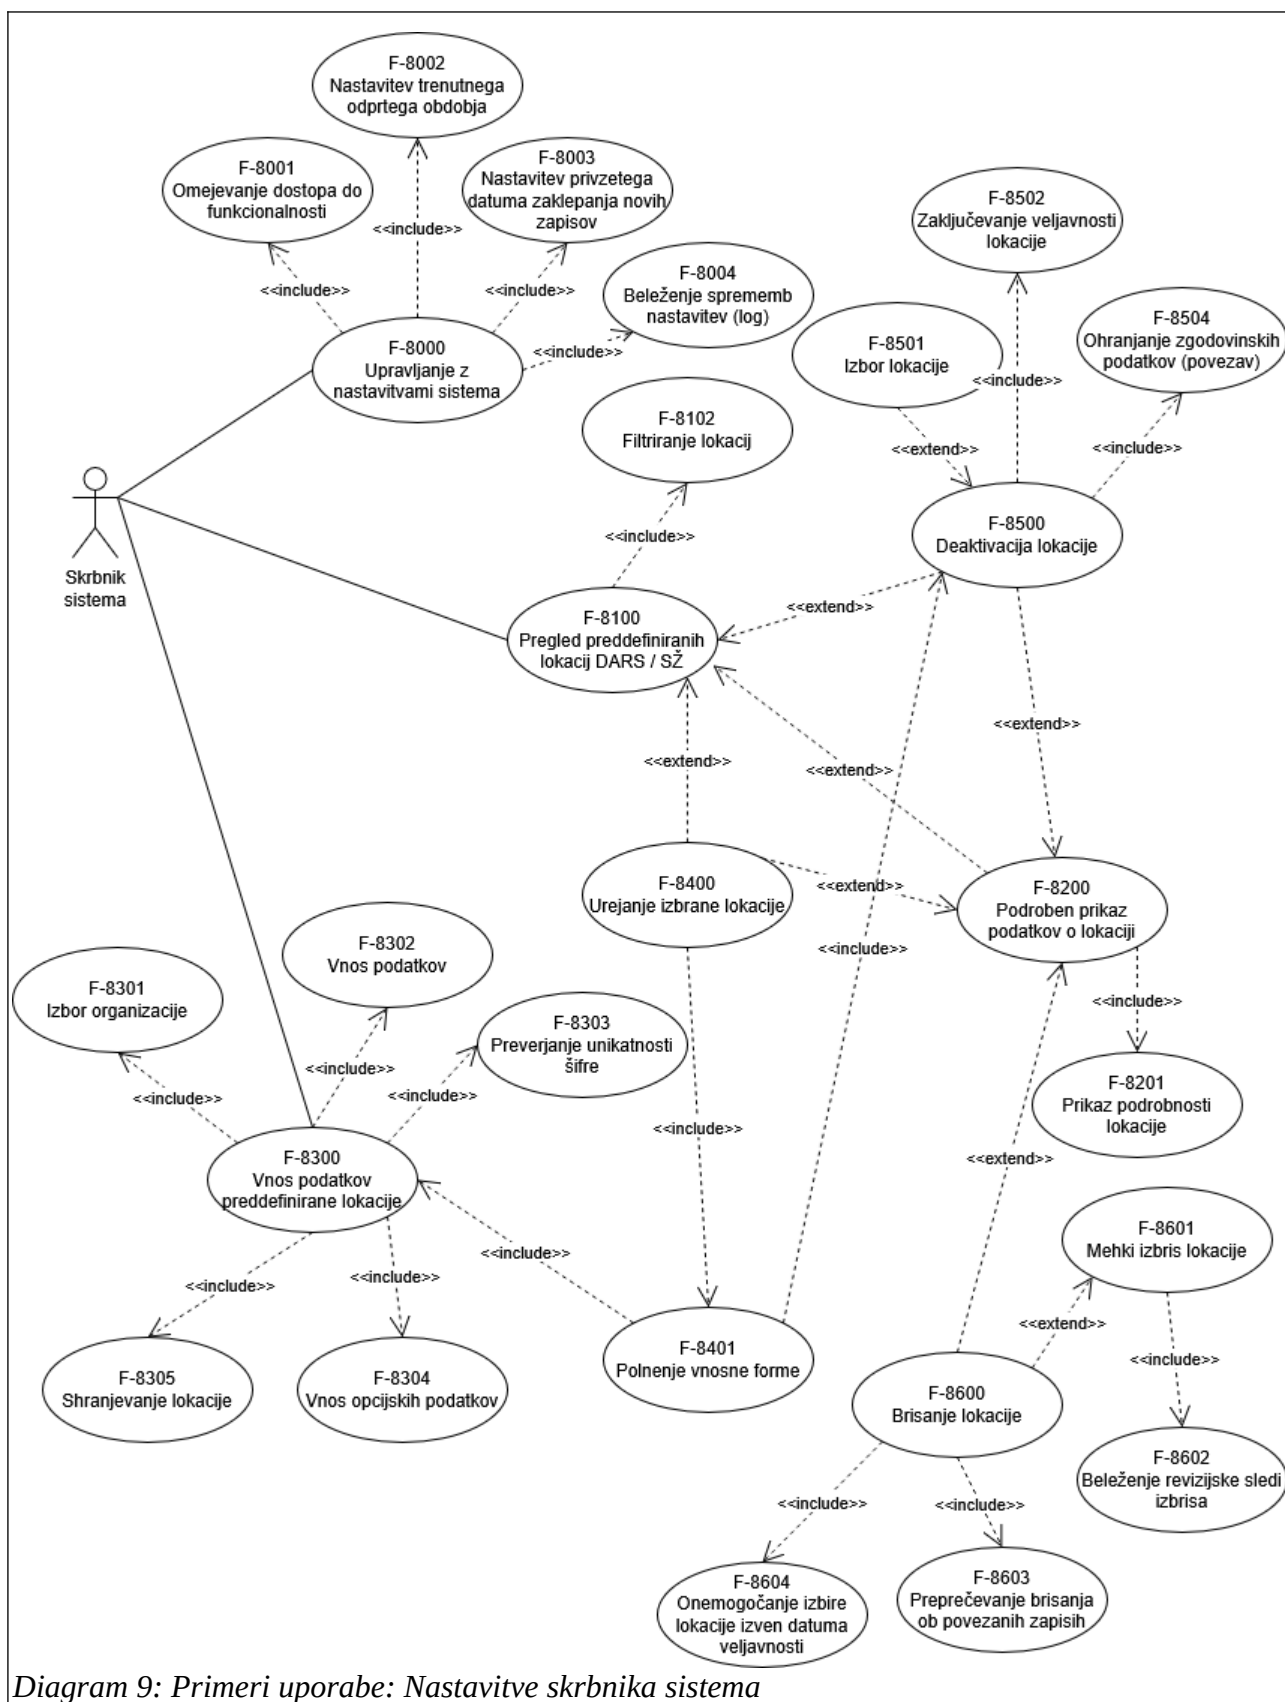 F-8002
Nastavitev trenutnega
odprtega obdobja
F-8001
Omejevanje dostopa do
funkcionalnosti
F-8003
Nastavitev privzetega
datuma zaklepanja novih
zapisov
<<include>>
<<include>>
<<include>>
F-8004
Beleženje sprememb
nastavitev (log)
<<include>>
F-8000
Upravljanje z
nastavitvami sistema
F-8502
Zaključevanje veljavnosti
lokacije
F-8501
Izbor lokacije
F-8504
Ohranjanje zgodovinskih
podatkov (povezav)
<<include>>
<<extend>>
<<include>>
F-8102
Filtriranje lokacij
<<include>>
F-8500
Deaktivacija lokacije
Skrbnik
sistema
<<extend>>
F-8100
Pregled preddefiniranih
lokacij DARS / SŽ
<<extend>>
<<extend>>
<<extend>>
F-8400
Urejanje izbrane lokacije
<<extend>>
F-8200
Podroben prikaz
podatkov o lokaciji
<<include>>
<<include>>
F-8201
Prikaz podrobnosti
lokacije
F-8302
Vnos podatkov
F-8301
Izbor organizacije
F-8303
Preverjanje unikatnosti
šifre
<<include>>
<<include>>
<<include>>
<<include>>
<<extend>>
F-8300
Vnos podatkov
preddefinirane lokacije
<<include>>
<<include>>
<<include>>
F-8601
Mehki izbris lokacije
<<extend>>
<<include>>
F-8305
Shranjevanje lokacije
F-8304
Vnos opcijskih podatkov
F-8401
Polnenje vnosne forme
F-8600
Brisanje lokacije
F-8602
Beleženje revizijske sledi
izbrisa
<<include>>
<<include>>
F-8604
Onemogočanje izbire
lokacije izven datuma
veljavnosti
F-8603
Preprečevanje brisanja
ob povezanih zapisih
Diagram 9: Primeri uporabe: Nastavitve skrbnika sistema